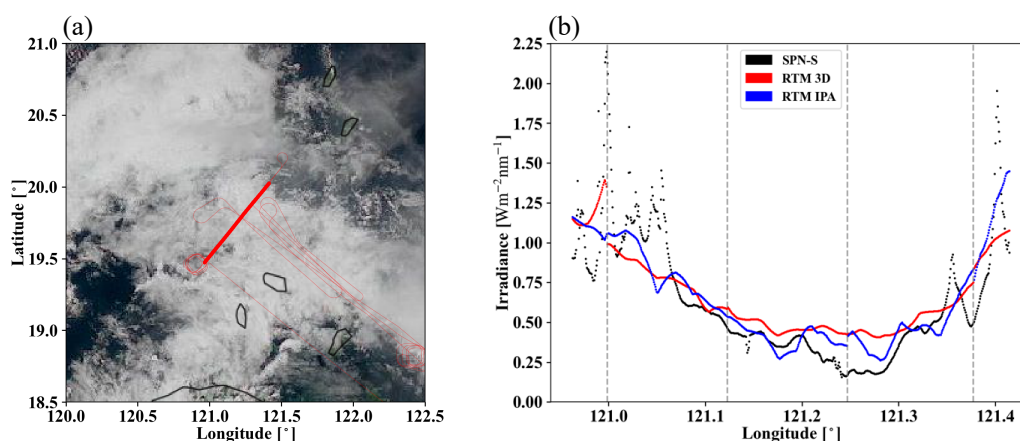 (a)
21.0
20.5
20.0
19.5
19.0
18.5
Latitude [°]
120.0 120.5 121.0 121.5 122.0 122.5
Longitude [°]
(b)
2.25
2.00
1.75
1.50
1.25
1.00
0.75
0.50
0.25
0.00
Irradiance [Wm⁻²nm⁻¹]
SPN-S
RTM 3D
RTM IPA
121.0 121.1 121.2 121.3 121.4
Longitude [°]